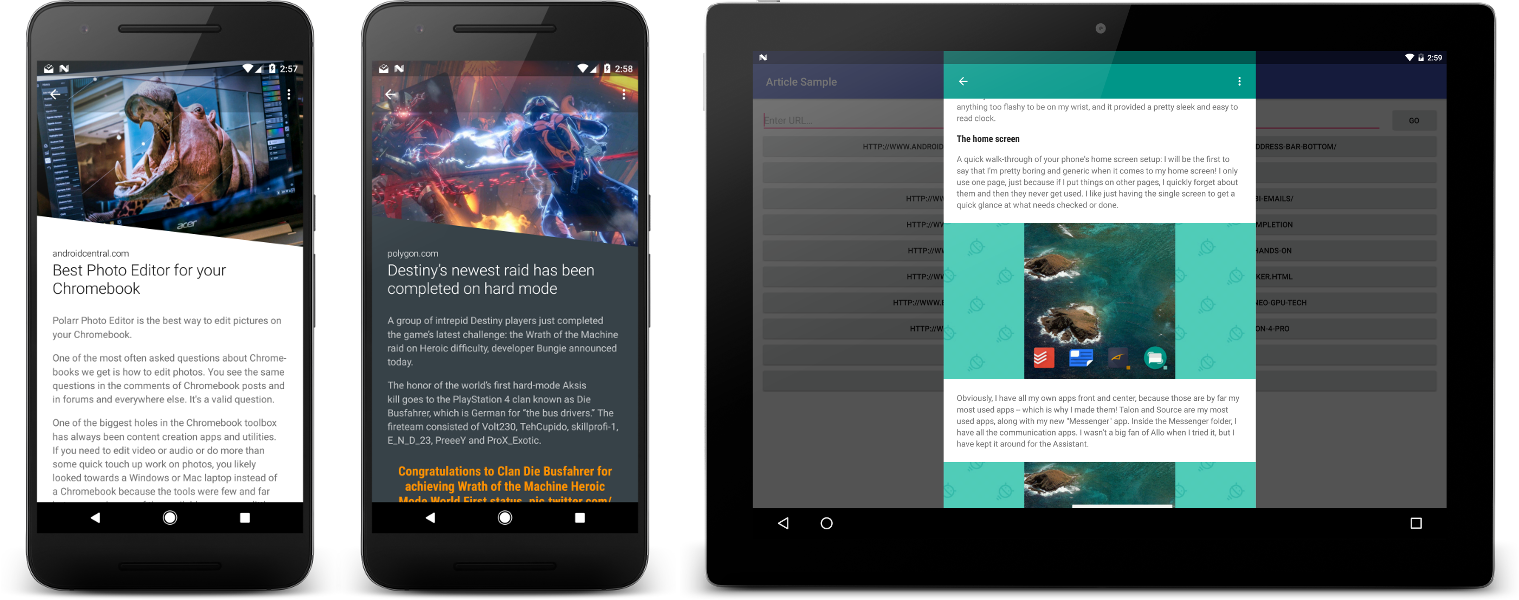 2:57
acer
androidcentral.com
Best Photo Editor for your
Chromebook
Polarr Photo Editor is the best way to edit pictures on
your Chromebook.
One of the most often asked questions about Chrome-
books we get is how to edit photos. You see the same
questions in the comments of Chromebook posts and
in forums and everywhere else. It's a valid question.
One of the biggest holes in the Chromebook toolbox
has always been content creation apps and utilities.
If you need to edit video or audio or do more than
some quick touch up work on photos, you likely
looked towards a Windows or Mac laptop instead of
a Chromebook because the tools were few and far
2:58
polygon.com
Destiny's newest raid has been
completed on hard mode
A group of intrepid Destiny players just completed
the game's latest challenge: the Wrath of the Machine
raid on Heroic difficulty, developer Bungie announced
today.
The honor of the world's first hard-mode Aksis
kill goes to the PlayStation 4 clan known as Die
Busfahrer, which is German for “the bus drivers.” The
fireteam consisted of Volt230, TehCupido, skillprofi-1,
E_N_D_23, PreeeY and ProX_Exotic.
Congratulations to Clan Die Busfahrer for
achieving Wrath of the Machine Heroic
Mode World First status. pic.twitter.com/
2:59
Article Sample
Enter URL...
GO
HTTP://WWW.ANDROID
DDRESS-BAR-BOTTOM/
HTTP://WW
BI-EMAILS/
HTTP://WW
MPLETION
HTTP://WW
HANDS-ON
HTTP://WW
KER.HTML
HTTP://WWW.
NEO-GPU-TECH
HTTP://W
ON-4-PRO
anything too flashy to be on my wrist, and it provided a pretty sleek and easy to
read clock.
The home screen
A quick walk-through of your phone's home screen setup: I will be the first to
say that I'm pretty boring and generic when it comes to my home screen! I only
use one page, just because if I put things on other pages, I quickly forget about
them and then they never get used. I like just having the single screen to get a
quick glance at what needs checked or done.
Obviously, I have all my own apps front and center, because those are by far my
most used apps – which is why I made them! Talon and Source are my most
used apps, along with my new "Messenger" app. Inside the Messenger folder, I
have all the communication apps. I wasn't a big fan of Allo when I tried it, but I
have kept it around for the Assistant.